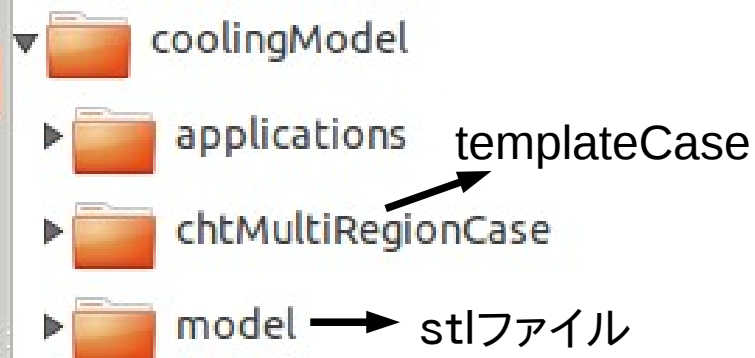 coolingModel
applications
templateCase
chtMultiRegionCase
model
stlファイル